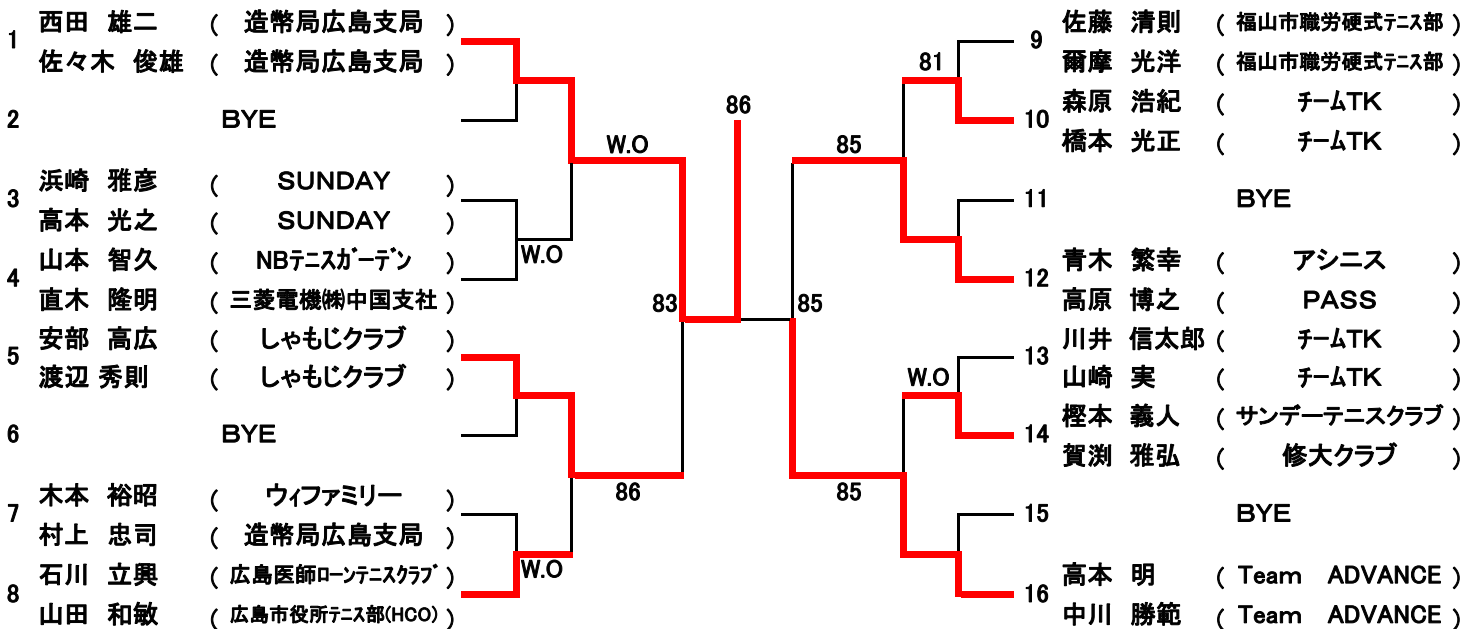 1
西田 雄二 ( 造幣局広島支局 )
佐々木 俊雄 ( 造幣局広島支局 )
2 BYE
3
浜崎 雅彦 ( SUNDAY )
高本 光之 ( SUNDAY )
4
山本 智久 ( NBテニスガーデン )
直木 隆明 ( 三菱電機㈱中国支社 )
5
安部 高広 ( しゃもじクラブ )
渡辺 秀則 ( しゃもじクラブ )
6 BYE
7
木本 裕昭 ( ウィファミリー )
村上 忠司 ( 造幣局広島支局 )
8
石川 立興 ( 広島医師ローンテニスクラブ )
山田 和敏 ( 広島市役所テニス部(HCO) )
W.O
W.O
W.O
86
83
86
81
85
85
W.O
85
9
佐藤 清則 ( 福山市職労硬式テニス部 )
爾摩 光洋 ( 福山市職労硬式テニス部 )
10
森原 浩紀 ( チームTK )
橋本 光正 ( チームTK )
11 BYE
12
青木 繁幸 ( アシニス )
高原 博之 ( PASS )
13
川井 信太郎 ( チームTK )
山崎 実 ( チームTK )
14
樫本 義人 ( サンデーテニスクラブ )
賀渕 雅弘 ( 修大クラブ )
15 BYE
16
高本 明 ( Team ADVANCE )
中川 勝範 ( Team ADVANCE )